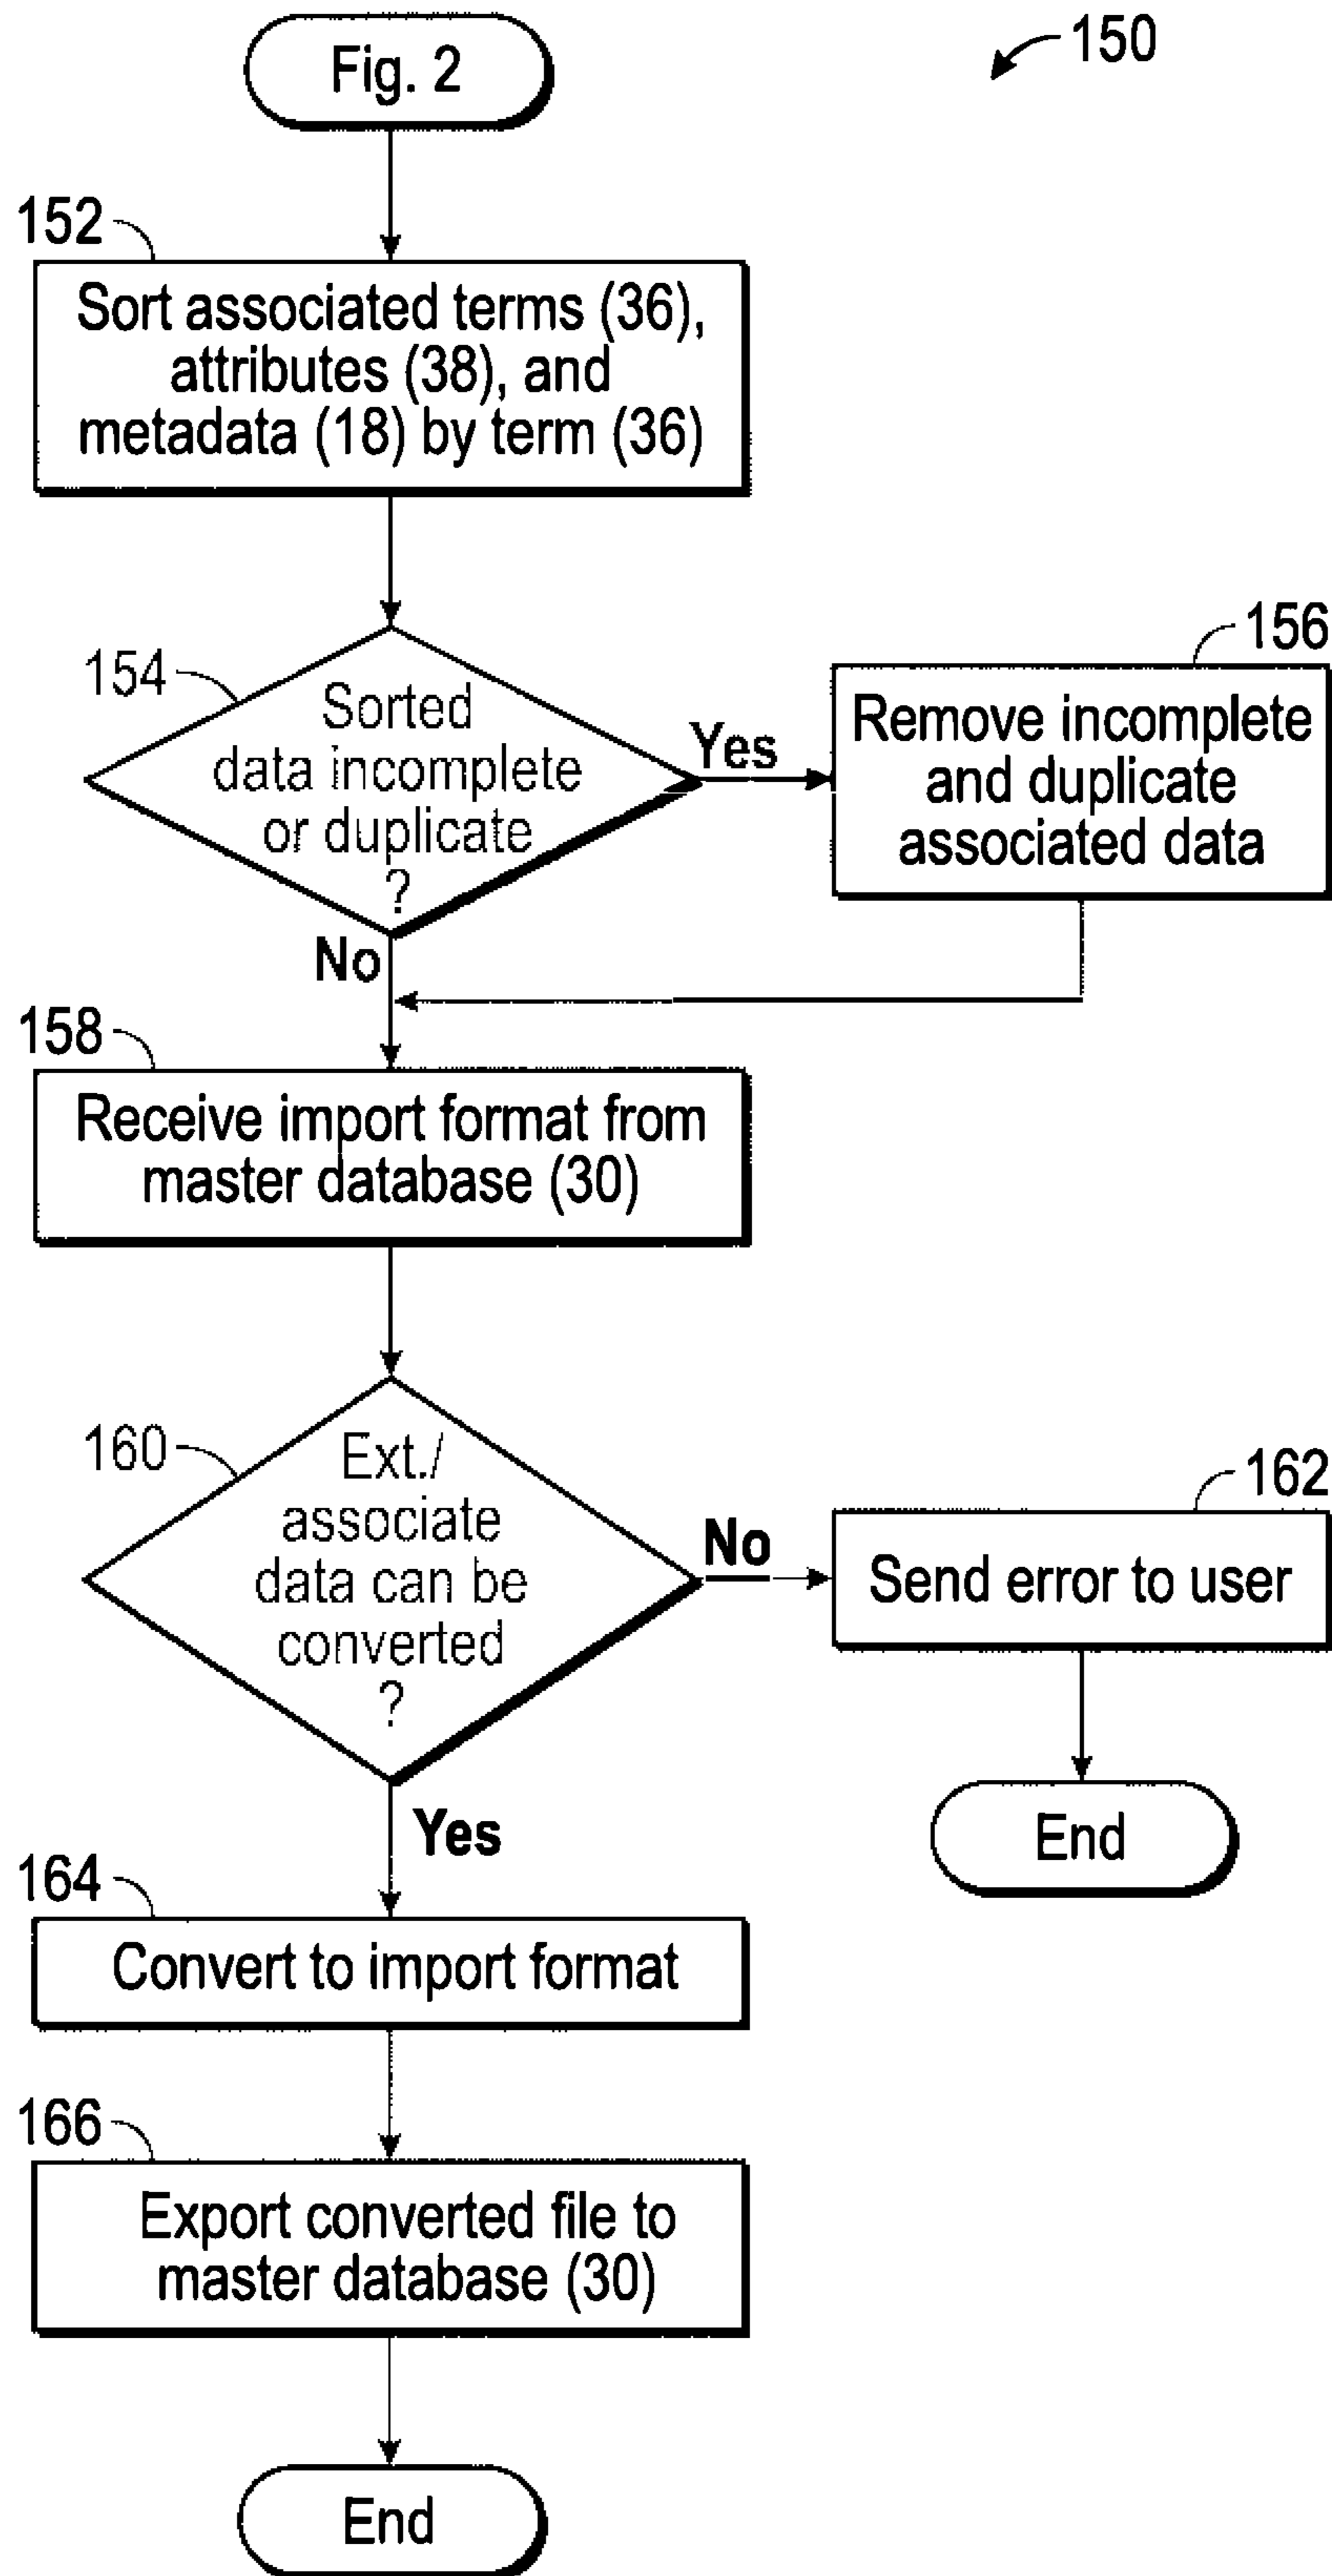 Fig. 2
150
152
Sort associated terms (36),
attributes (38), and
metadata (18) by term (36)
154
Sorted
data incomplete
or duplicate
?
Yes
156
Remove incomplete
and duplicate
associated data
No
158
Receive import format from
master database (30)
160
Ext./
associate
data can be
converted
?
No
162
Send error to user
End
Yes
164
Convert to import format
166
Export converted file to
master database (30)
End